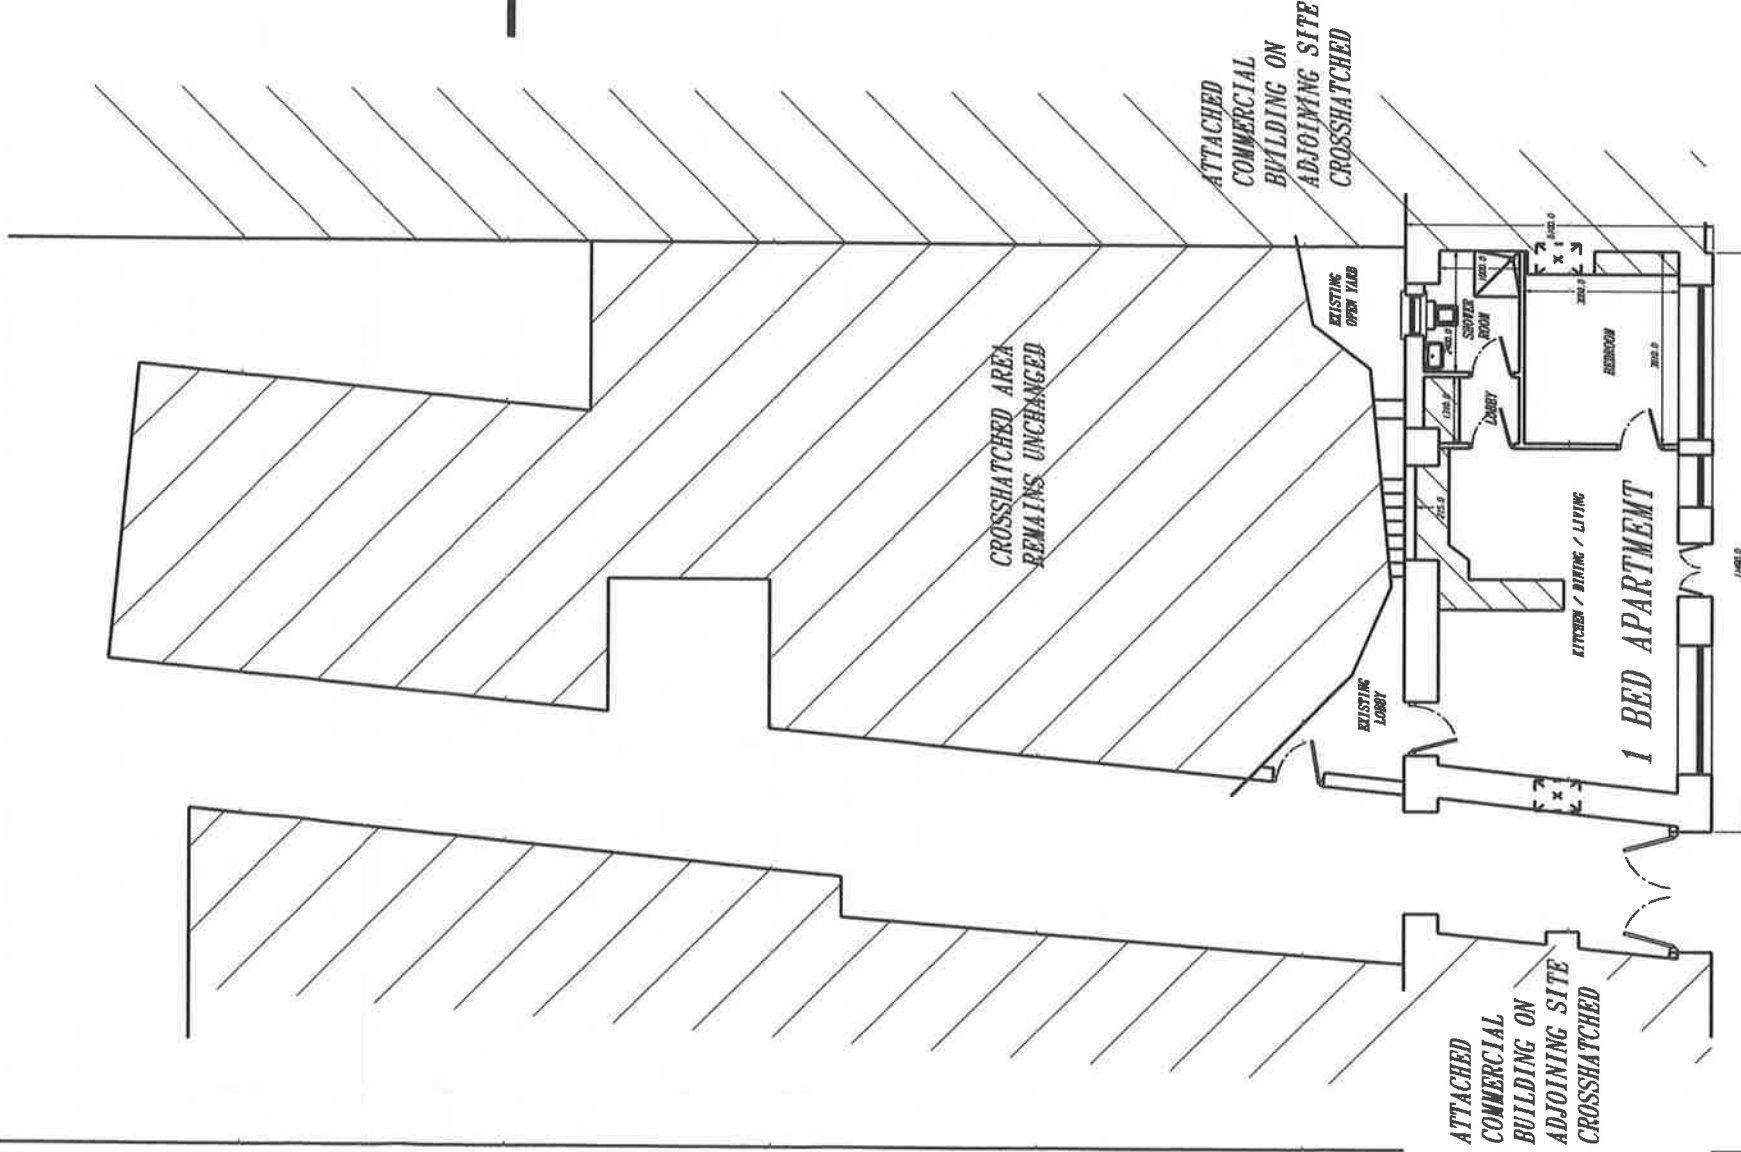 ATTACHED
COMMERCIAL
BUILDING ON
ADJOINING SITE
CROSSHATCHED
CROSSHATCHED AREA
REMAINS UNCHANGED
EXISTING
OPEN YARD
SHOWER
ROOM
LOBBY
BEDROOM
EXISTING
LOBBY
KITCHEN / DINING / LIVING
1 BED APARTMEMT
X
X
ATTACHED
COMMERCIAL
BUILDING ON
ADJOINING SITE
CROSSHATCHED